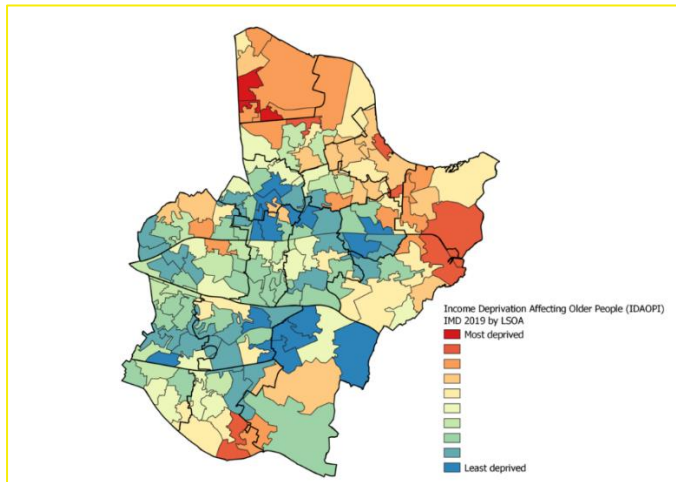 Income Deprivation Affecting Older People (IDAOPI)
IMD 2019 by LSOA
Most deprived
Least deprived